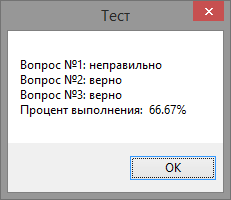 Тест
Вопрос №1: неправильно
Вопрос №2: верно
Вопрос №3: верно
Процент выполнения:  66.67%
OK